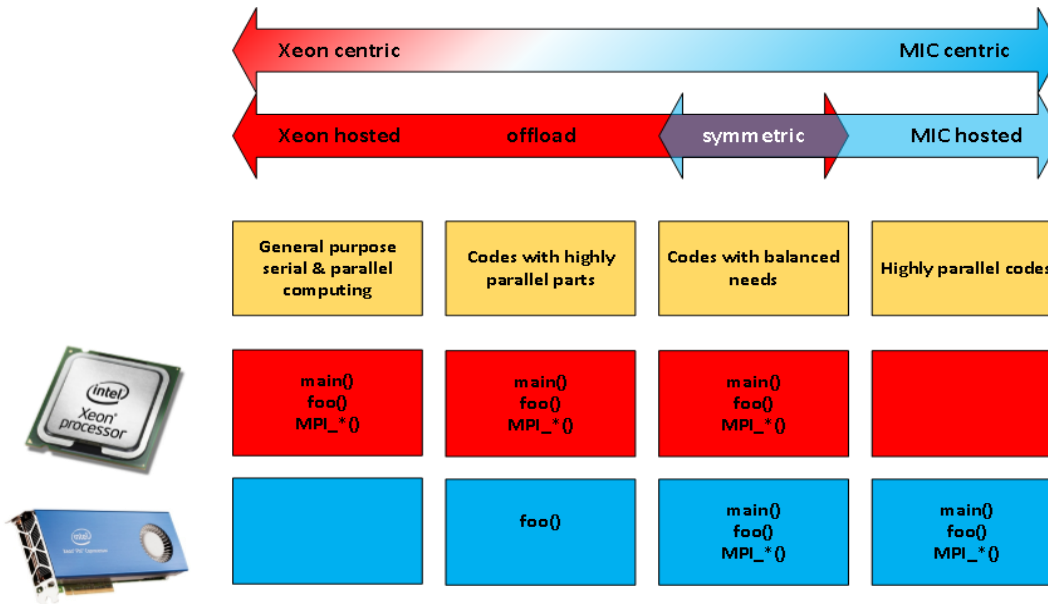 Xeon centric MIC centric
Xeon hosted offload symmetric MIC hosted
General purpose
serial & parallel
computing
Codes with highly
parallel parts
Codes with balanced
needs
Highly parallel codes
intel
Xeon®
processor
main()
foo()
MPI_*()
main()
foo()
MPI_*()
main()
foo()
MPI_*()
intel
foo()
main()
foo()
MPI_*()
main()
foo()
MPI_*()